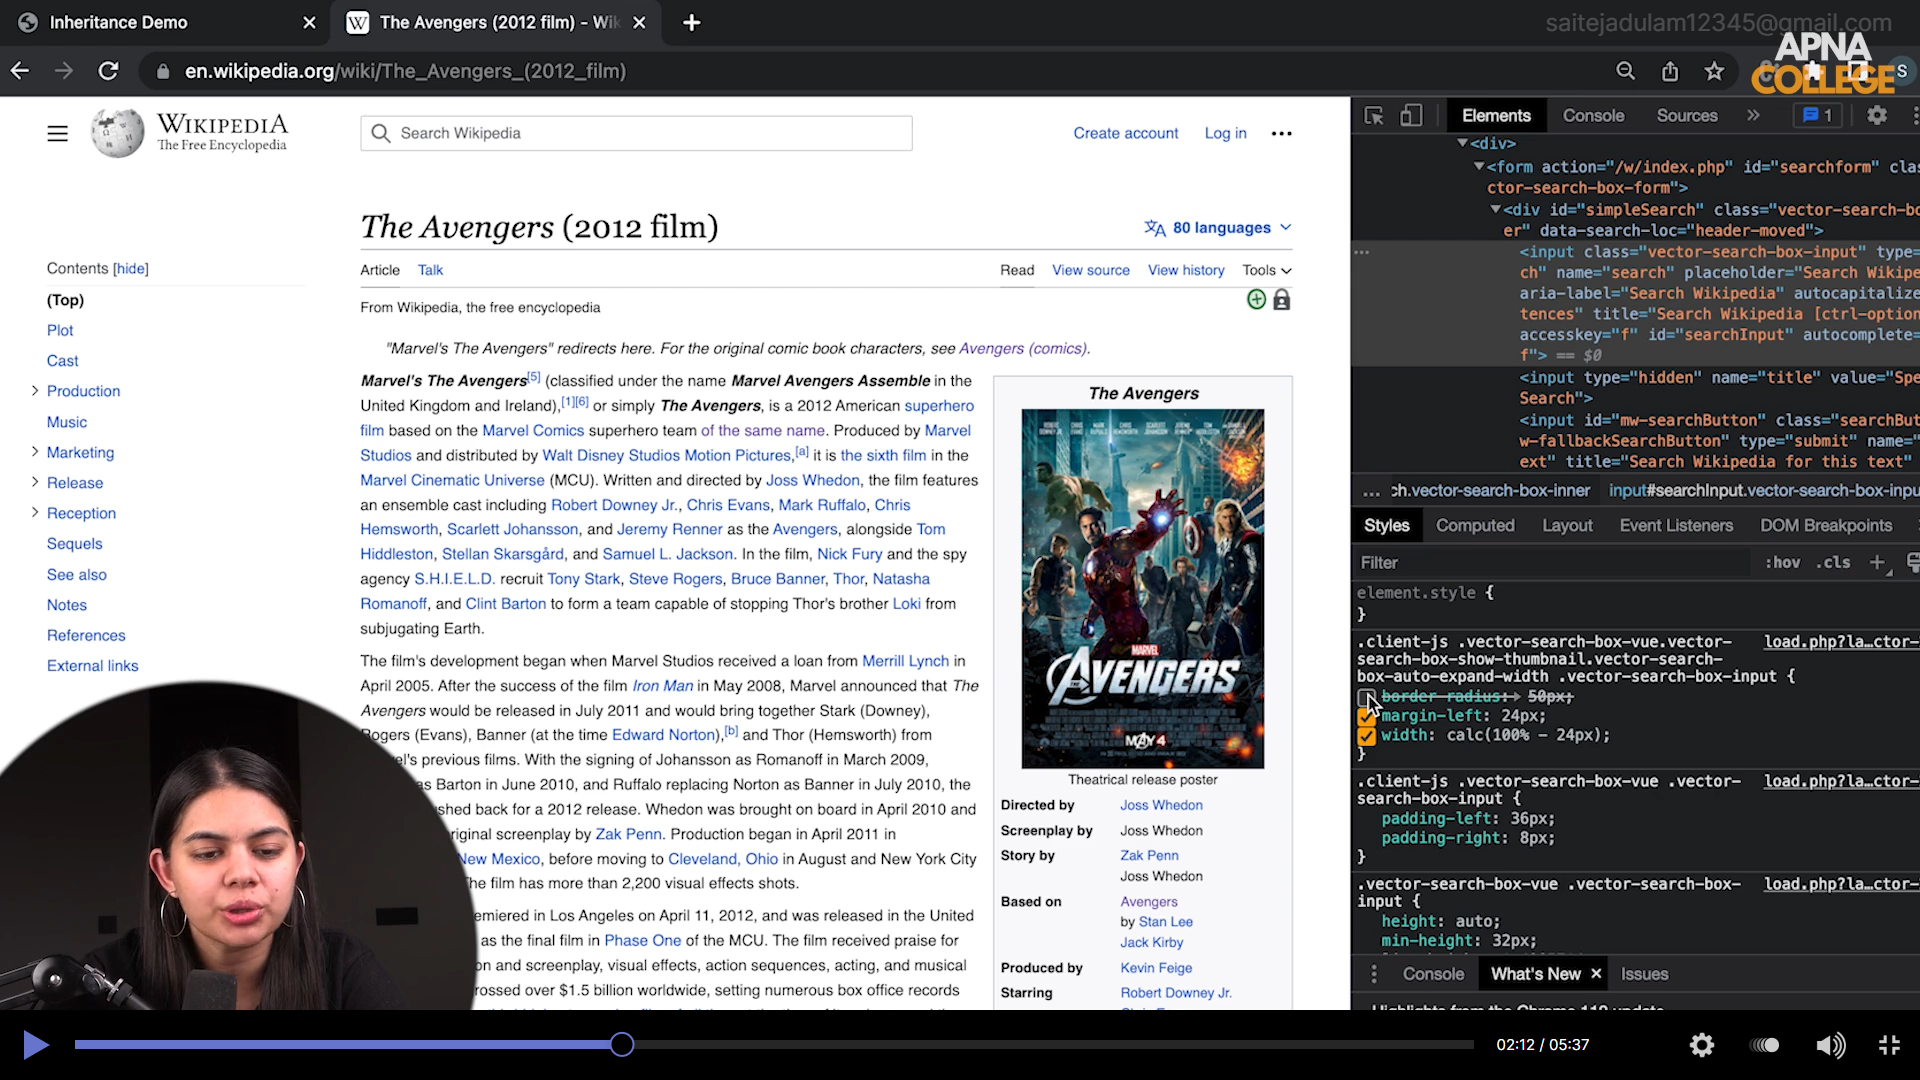 Inheritance Demo
The Avengers (2012 film) - Wik
saitejadulam12345@gmail.com
APNA
COLLEGE
S
en.wikipedia.org/wiki/The_Avengers_(2012_film)
WIKIPEDIA
The Free Encyclopedia
Search Wikipedia
Create account
Log in
The Avengers (2012 film)
80 languages
Article
Talk
Read
View source
View history
Tools
From Wikipedia, the free encyclopedia
Contents [hide]
(Top)
Plot
Cast
Production
Music
Marketing
Release
Reception
Sequels
See also
Notes
References
External links
"Marvel's The Avengers" redirects here. For the original comic book characters, see Avengers (comics).
Marvel's The Avengers[5] (classified under the name Marvel Avengers Assemble in the
United Kingdom and Ireland),[1][6] or simply The Avengers, is a 2012 American superhero
film based on the Marvel Comics superhero team of the same name. Produced by Marvel
Studios and distributed by Walt Disney Studios Motion Pictures,[a] it is the sixth film in the
Marvel Cinematic Universe (MCU). Written and directed by Joss Whedon, the film features
an ensemble cast including Robert Downey Jr., Chris Evans, Mark Ruffalo, Chris
Hemsworth, Scarlett Johansson, and Jeremy Renner as the Avengers, alongside Tom
Hiddleston, Stellan Skarsgård, and Samuel L. Jackson. In the film, Nick Fury and the spy
agency S.H.I.E.L.D. recruit Tony Stark, Steve Rogers, Bruce Banner, Thor, Natasha
Romanoff, and Clint Barton to form a team capable of stopping Thor's brother Loki from
subjugating Earth.
The film's development began when Marvel Studios received a loan from Merrill Lynch in
April 2005. After the success of the film Iron Man in May 2008, Marvel announced that The
Avengers would be released in July 2011 and would bring together Stark (Downey),
Rogers (Evans), Banner (at the time Edward Norton),[b] and Thor (Hemsworth) from
el's previous films. With the signing of Johansson as Romanoff in March 2009,
as Barton in June 2010, and Ruffalo replacing Norton as Banner in July 2010, the
shed back for a 2012 release. Whedon was brought on board in April 2010 and
riginal screenplay by Zak Penn. Production began in April 2011 in
New Mexico, before moving to Cleveland, Ohio in August and New York City
he film has more than 2,200 visual effects shots.
emiered in Los Angeles on April 11, 2012, and was released in the United
as the final film in Phase One of the MCU. The film received praise for
on and screenplay, visual effects, action sequences, acting, and musical
rossed over $1.5 billion worldwide, setting numerous box office records
The Avengers
MARVEL
AVENGERS
MAY 4
Theatrical release poster
Directed by Joss Whedon
Screenplay by Joss Whedon
Story by Zak Penn
Joss Whedon
Based on Avengers
by Stan Lee
Jack Kirby
Produced by Kevin Feige
Starring Robert Downey Jr.
Elements
Console
Sources
1
<div>
<form action="/w/index.php" id="searchform" clas
ctor-search-box-form">
<div id="simpleSearch" class="vector-search-bo
er" data-search-loc="header-moved">
<input class="vector-search-box-input" type=
ch" name="search" placeholder="Search Wikipe
aria-label="Search Wikipedia" autocapitalize
tences" title="Search Wikipedia [ctrl-option
accesskey="f" id="searchInput" autocomplete=
f"> == $0
<input type="hidden" name="title" value="Spe
Search">
<input id="mw-searchButton" class="searchBut
w-fallbackSearchButton" type="submit" name="
ext" title="Search Wikipedia for this text"
... ch.vector-search-box-inner input#searchInput.vector-search-box-inpu
Styles
Computed
Layout
Event Listeners
DOM Breakpoints
Filter
:hov .cls
element.style {
}
.client-js .vector-search-box-vue.vector- load.php?la…ctor-
search-box-show-thumbnail.vector-search-
box-auto-expand-width .vector-search-box-input {
border-radius: 50px;
margin-left: 24px;
width: calc(100% - 24px);
}
.client-js .vector-search-box-vue .vector- load.php?la…ctor-
search-box-input {
padding-left: 36px;
padding-right: 8px;
}
.vector-search-box-vue .vector-search-box- load.php?la…ctor-
input {
height: auto;
min-height: 32px;
Console
What's New
Issues
Highlights from the Chrome 118 update
02:12 / 05:37